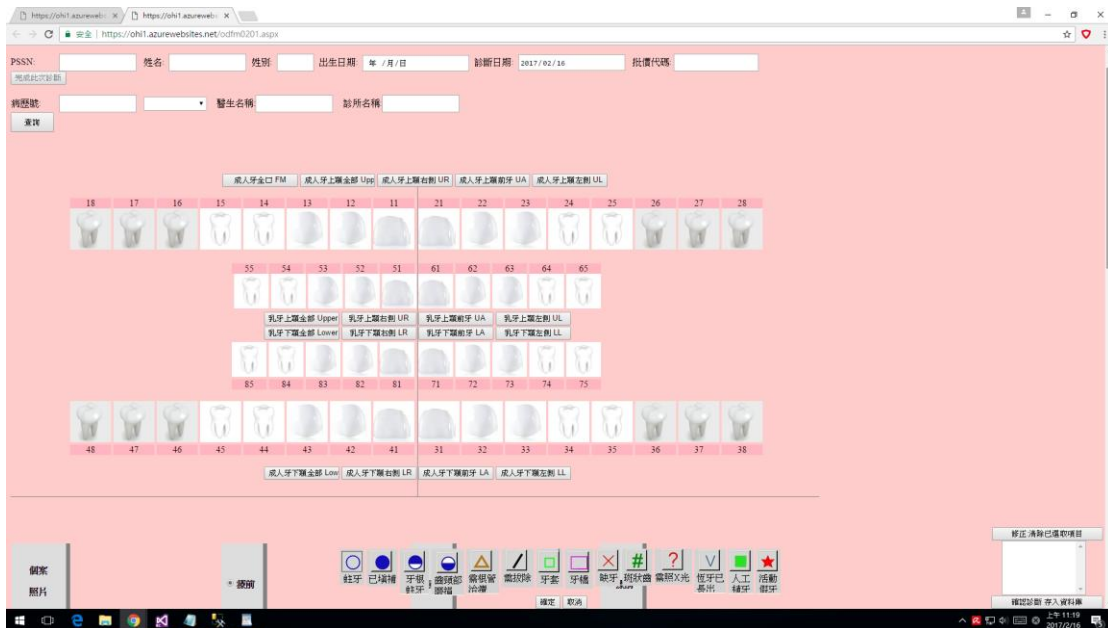 https://ohi1.azurewebs
https://ohi1.azurewebs
安全 | https://ohi1.azurewebsites.net/odfm0201.aspx
PSSN: 姓名: 性別: 出生日期: 年 /月/日 診斷日期: 2017/02/16 批價代碼:
完成此次診斷
病歷號: 醫生名稱: 診所名稱:
查詢
成人牙全口 FM 成人牙上顎全部 Upp 成人牙上顎右側 UR 成人牙上顎前牙 UA 成人牙上顎左側 UL
18 17 16 15 14 13 12 11 21 22 23 24 25 26 27 28
55 54 53 52 51 61 62 63 64 65
乳牙上顎全部 Upper 乳牙上顎右側 UR 乳牙上顎前牙 UA 乳牙上顎左側 UL
乳牙下顎全部 Lower 乳牙下顎右側 LR 乳牙下顎前牙 LA 乳牙下顎左側 LL
85 84 83 82 81 71 72 73 74 75
48 47 46 45 44 43 42 41 31 32 33 34 35 36 37 38
成人牙下顎全部 Low 成人牙下顎右側 LR 成人牙下顎前牙 LA 成人牙下顎左側 LL
修正:清除已選取項目
個案
照片
鏡前
蛀牙 已填補 牙根蛀牙 齒頸部 需根管治療 需拔除 牙套 牙橋 缺牙 斑狀齒 需照X光 恆牙已長出 人工植牙 活動假牙
確定 取消
確認診斷 存入資料庫
上午 11:19
2017/2/16